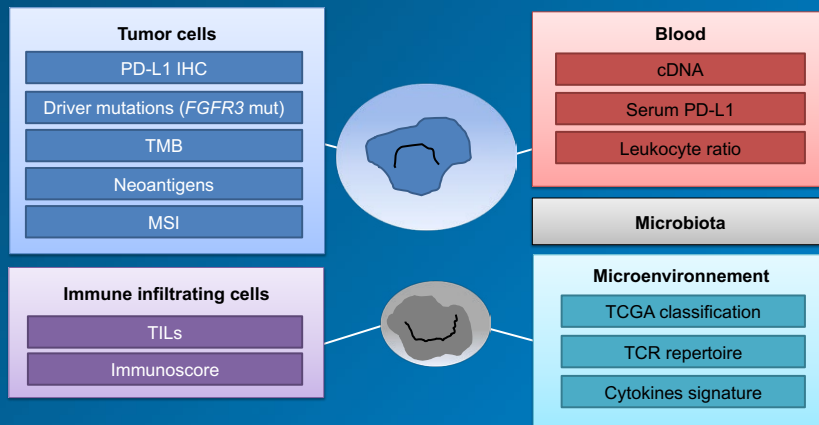 Tumor cells
PD-L1 IHC
Driver mutations (FGFR3 mut)
TMB
Neoantigens
MSI
Immune infiltrating cells
TILs
Immunoscore
Blood
cDNA
Serum PD-L1
Leukocyte ratio
Microbiota
Microenvironnement
TCGA classification
TCR repertoire
Cytokines signature